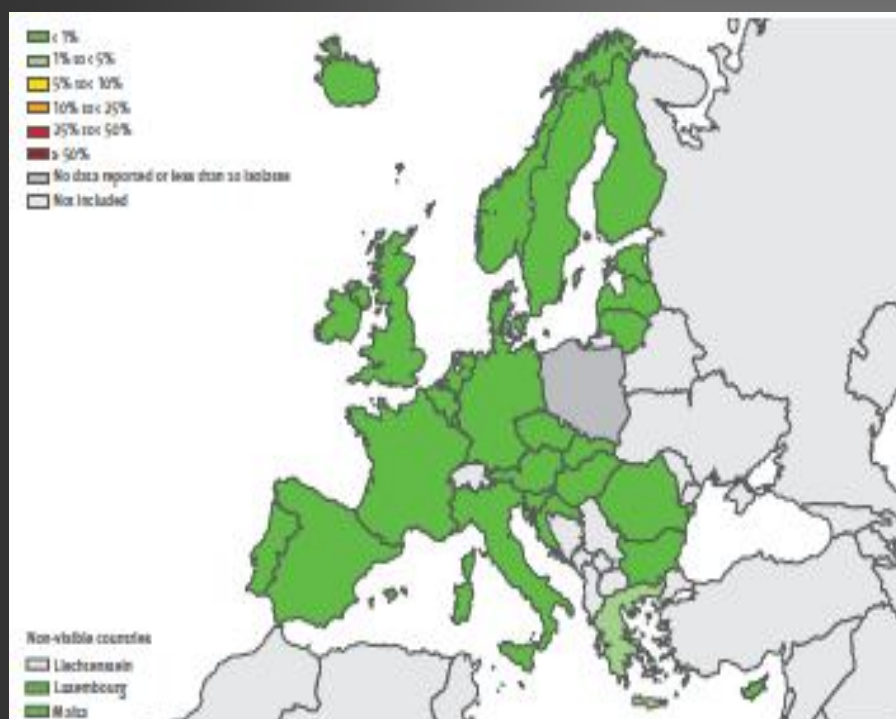 < 1%
1% to < 5%
5% to < 10%
10% to < 25%
25% to < 50%
≥ 50%
No data reported or less than 10 isolates
Not included
Non-visible countries
Liechtenstein
Luxembourg
Malta